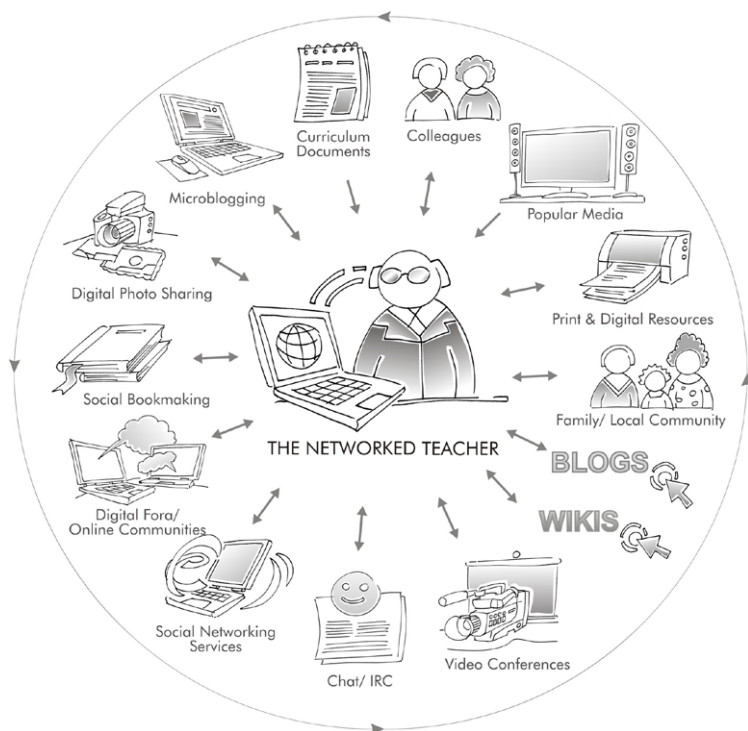 Curriculum
Documents
Colleagues
Microblogging
Popular Media
Digital Photo Sharing
Print & Digital Resources
Social Bookmaking
Family/ Local Community
THE NETWORKED TEACHER
BLOGS
Digital Fora/
Online Communities
WIKIS
Social Networking
Services
Video Conferences
Chat/ IRC